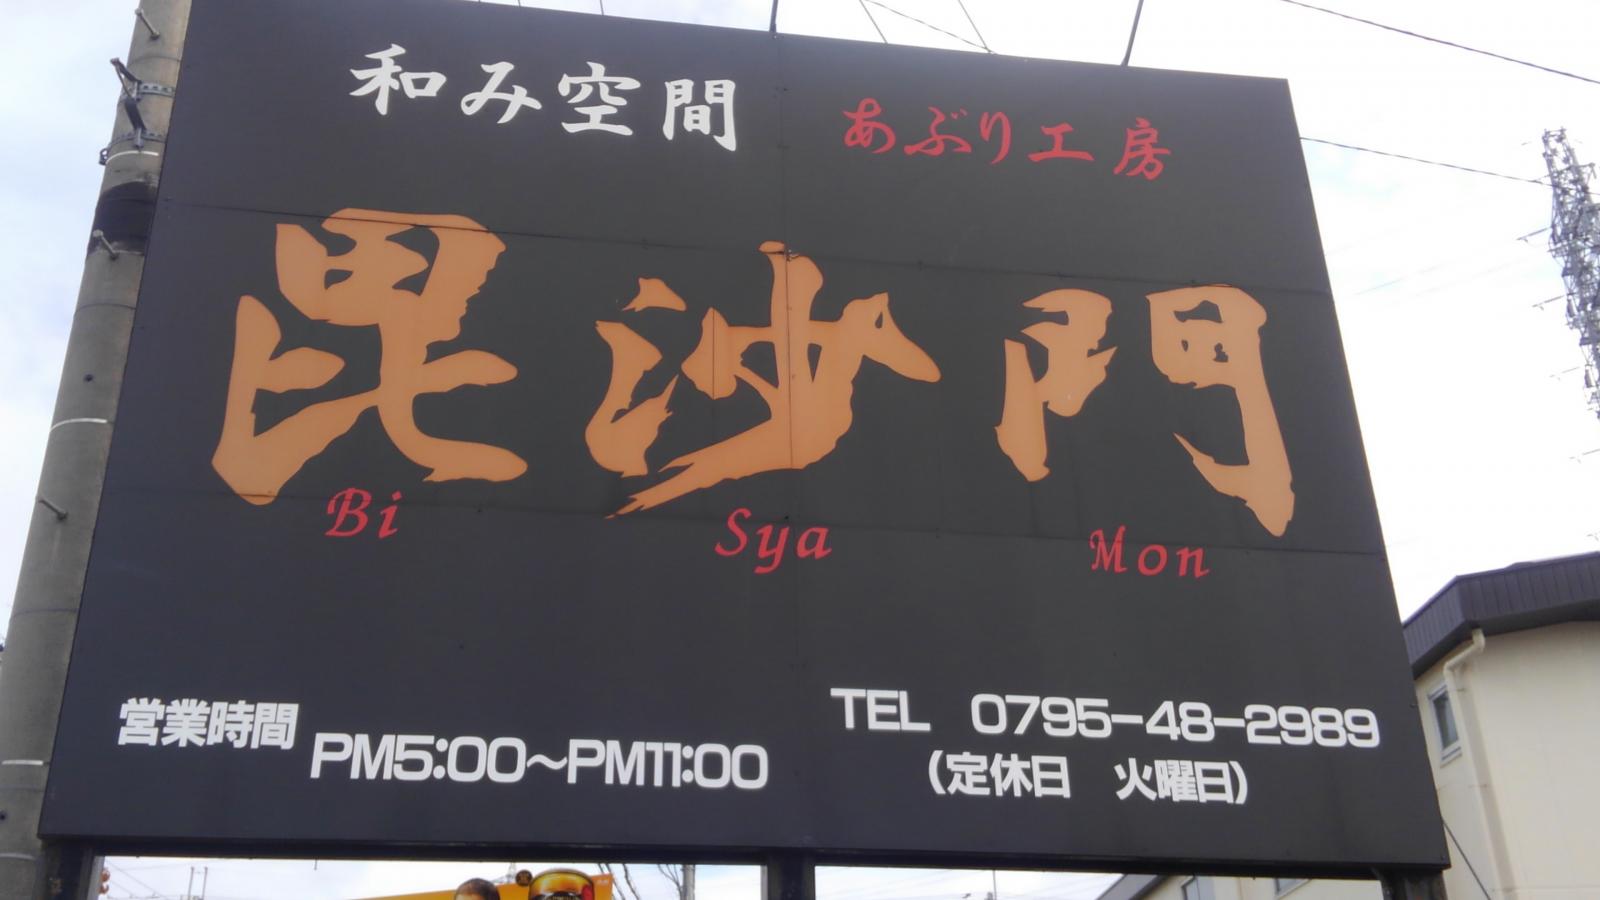 和み空間 あぶり工房
毘沙門
Bi Sya Mon
営業時間 PM5:00~PM11:00
TEL 0795-48-2989
(定休日 火曜日)